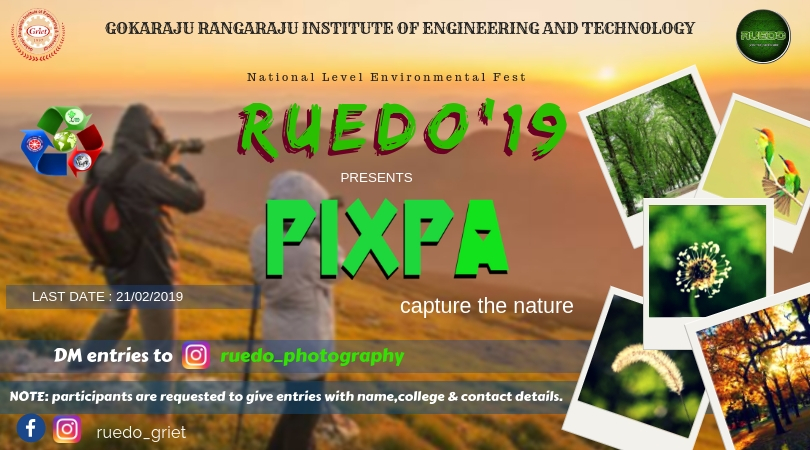 GOKARAJU RANGARAJU INSTITUTE OF ENGINEERING AND TECHNOLOGY
Griet
RUEDO
National Level Environmental Fest
RUEDO'19
PRESENTS
PIXPA
LAST DATE : 21/02/2019
capture the nature
DM entries to ruedo_photography
NOTE: participants are requested to give entries with name,college & contact details.
ruedo_griet